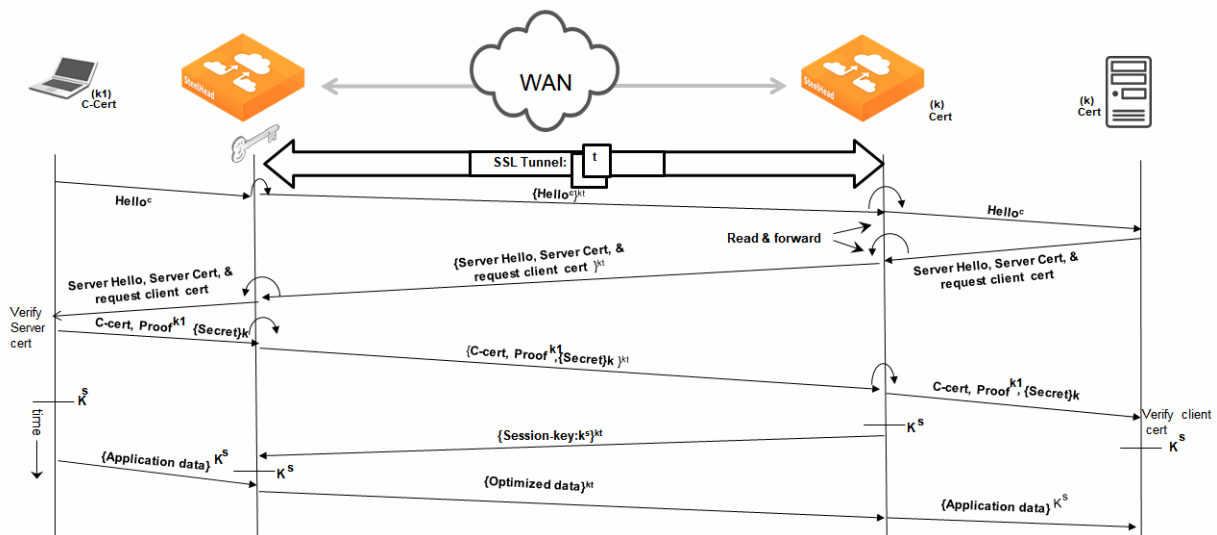 WAN
SteelHead
SteelHead
(k1)
C-Cert
(k)
Cert
(k)
Cert
SSL Tunnel:
t
Hello^c
{Hello^c}^kt
Hello^c
Read & forward
{Server Hello, Server Cert, &
request client cert }^kt
Server Hello, Server Cert, &
request client cert
Server Hello, Server Cert, &
request client cert
Verify
Server
cert
C-cert, Proof^k1 {Secret}k
{C-cert, Proof^k1,{Secret}k }^kt
C-cert, Proof^k1, {Secret}k
K^s
time
Verify client
cert
K^s
K^s
{Session-key:k^s}^kt
{Application data} K^s
K^s
{Optimized data}^kt
{Application data} K^s